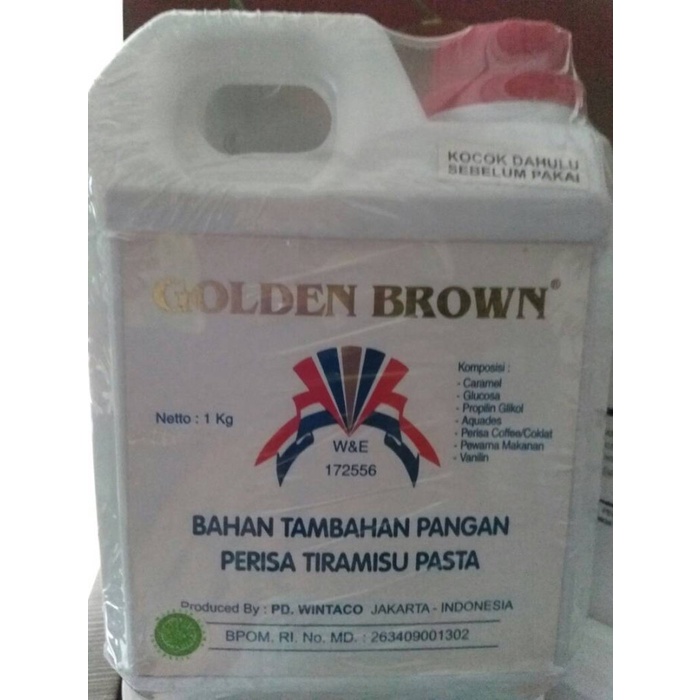 KOCOK DAHULU
SEBELUM PAKAI
GOLDEN BROWN®
Komposisi :
- Caramel
- Glucosa
- Propilin Glikol
- Aquades
- Perisa Coffee/Coklat
- Pewarna Makanan
- Vanilin
Netto : 1 Kg
W&E
172556
BAHAN TAMBAHAN PANGAN
PERISA TIRAMISU PASTA
Produced By : PD. WINTACO JAKARTA - INDONESIA
BPOM. RI. No. MD. : 263409001302